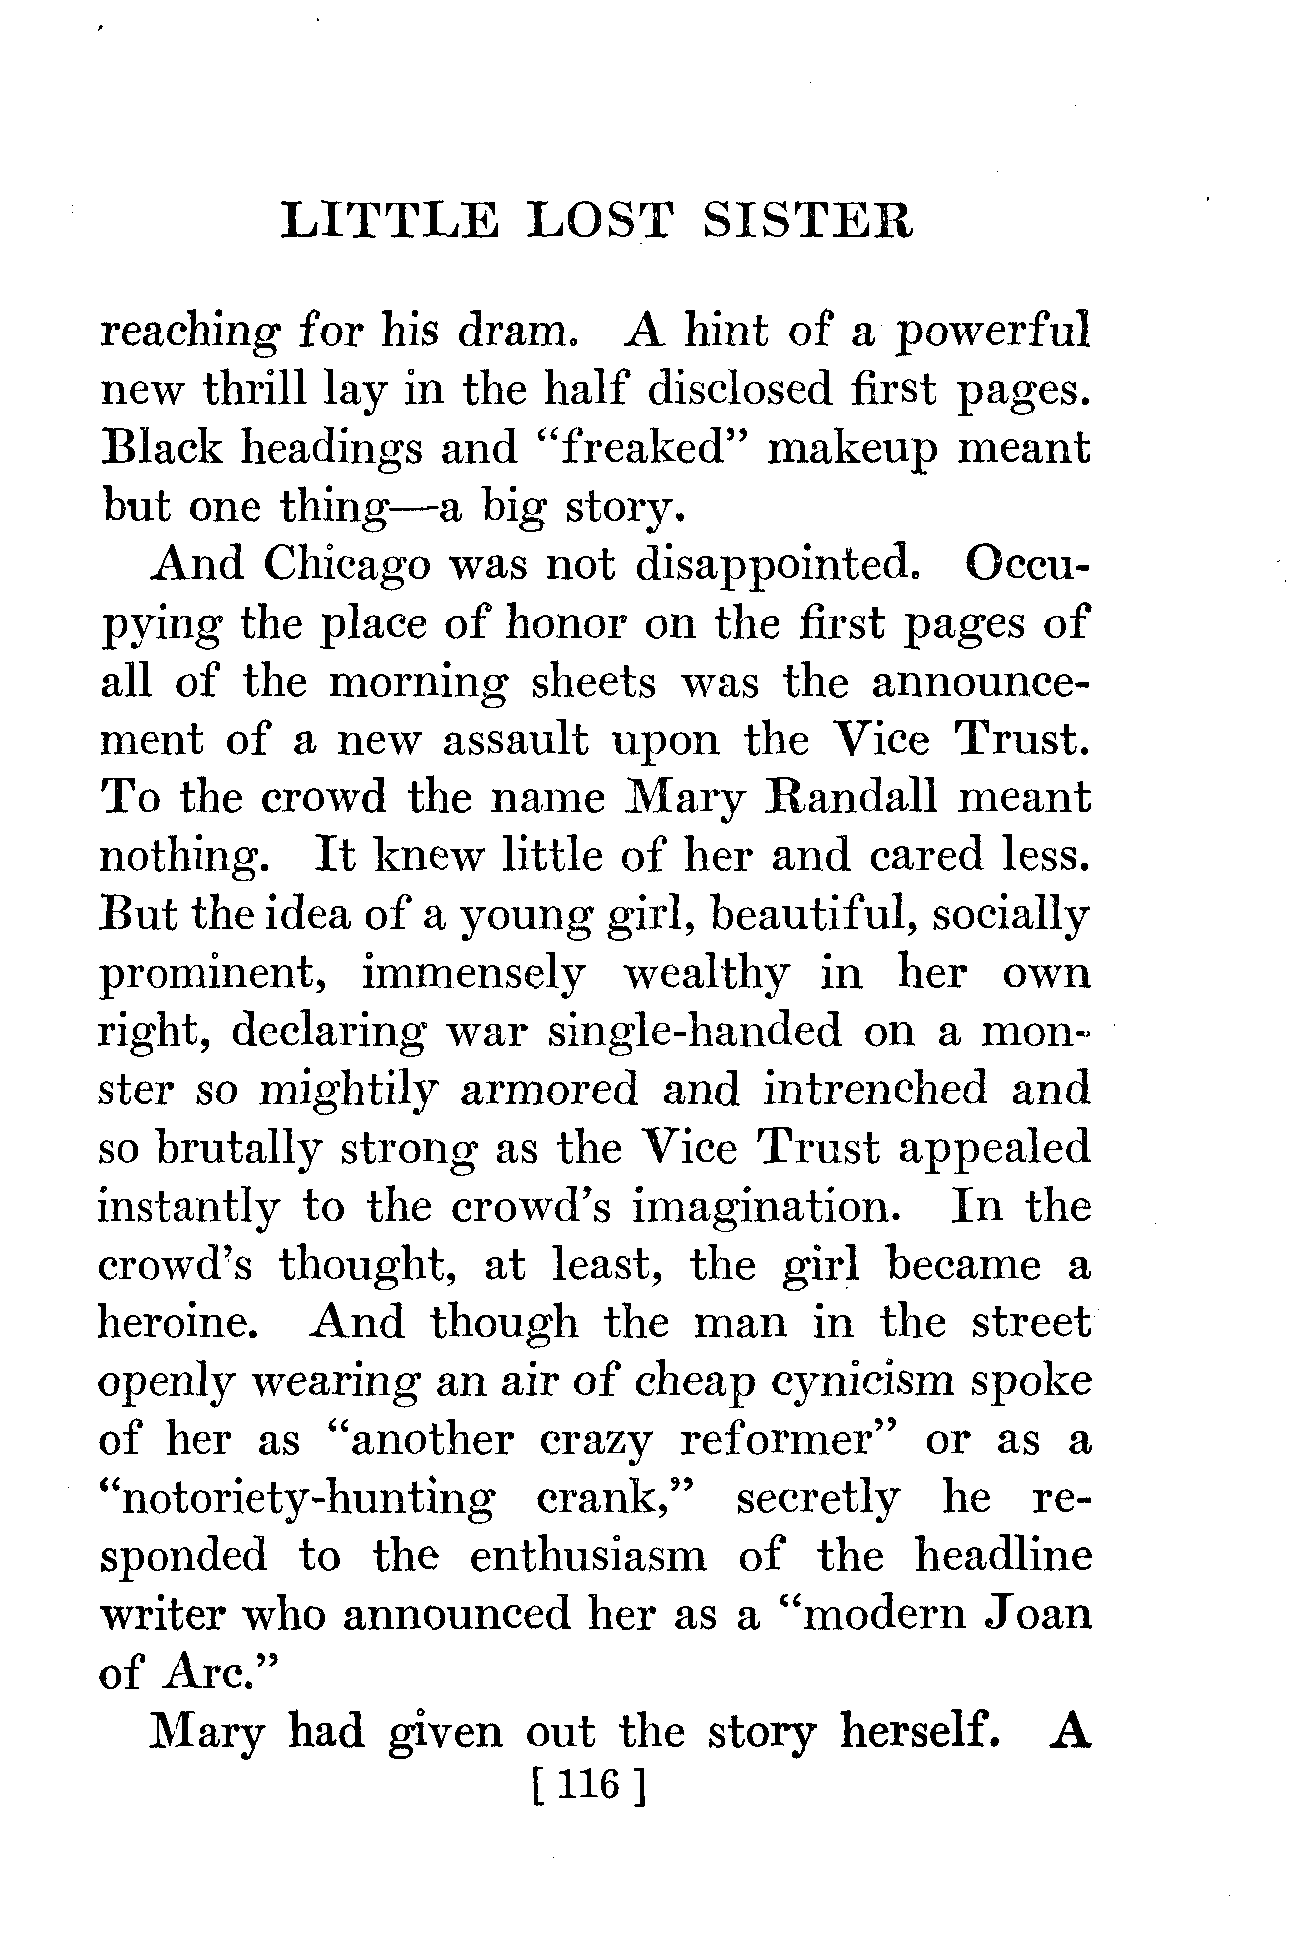 LITTLE LOST SISTER
reaching for his dram. A hint of a powerful
new thrill lay in the half disclosed first pages.
Black headings and “freaked” makeup meant
but one thing—a big story.
And Chicago was not disappointed. Occu-
pying the place of honor on the first pages of
all of the morning sheets was the announce-
ment of a new assault upon the Vice Trust.
To the crowd the name Mary Randall meant
nothing. It knew little of her and cared less.
But the idea of a young girl, beautiful, socially
prominent, immensely wealthy in her own
right, declaring war single-handed on a mon-
ster so mightily armored and intrenched and
so brutally strong as the Vice Trust appealed
instantly to the crowd's imagination. In the
crowd's thought, at least, the girl became a
heroine. And though the man in the street
openly wearing an air of cheap cynicism spoke
of her as “another crazy reformer” or as a
“notoriety-hunting crank,” secretly he re-
sponded to the enthusiasm of the headline
writer who announced her as a “modern Joan
of Arc.”
Mary had given out the story herself. A
[ 116 ]